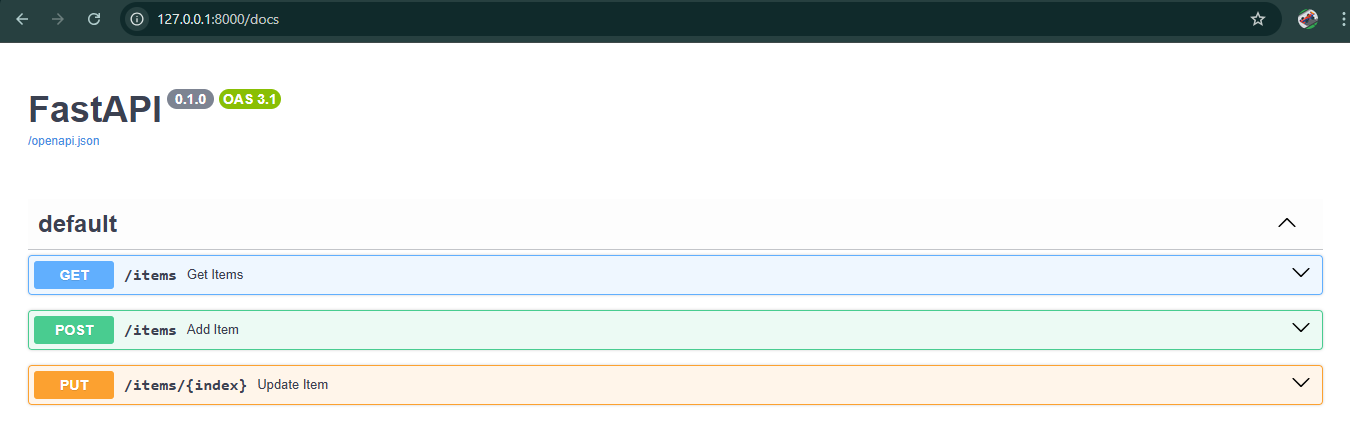 127.0.0.1:8000/docs
FastAPI 0.1.0 OAS 3.1
/openapi.json
default
GET /items Get Items
POST /items Add Item
PUT /items/{index} Update Item